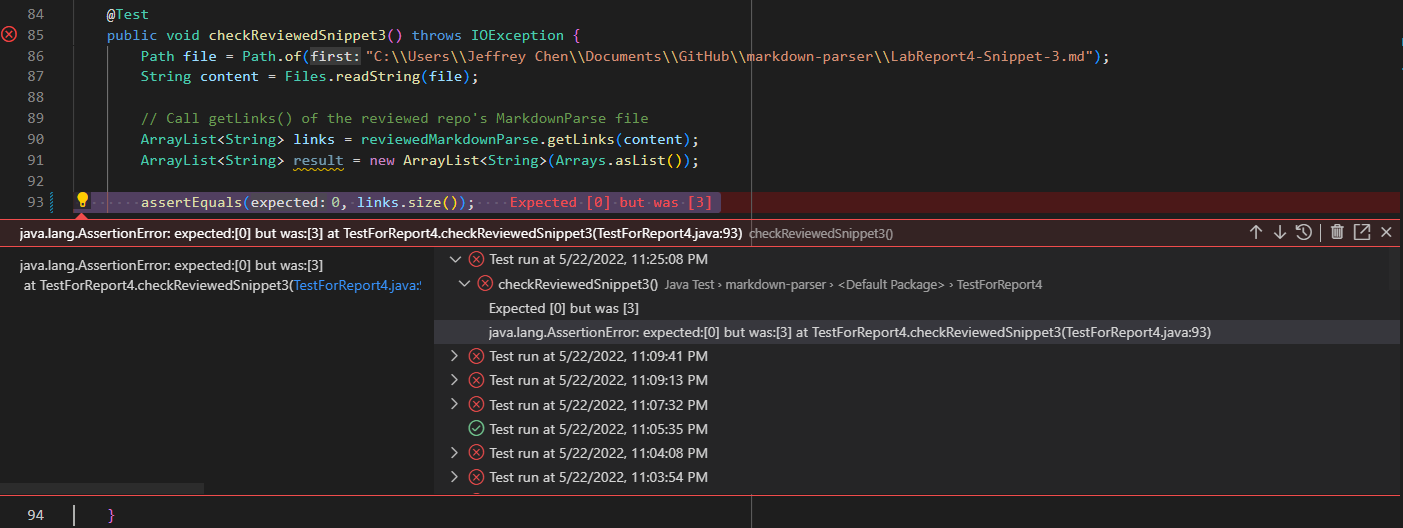 84 @Test
85 public void checkReviewedSnippet3() throws IOException {
86 Path file = Path.of(first: "C:\\Users\\Jeffrey Chen\\Documents\\GitHub\\markdown-parser\\LabReport4-Snippet-3.md");
87 String content = Files.readString(file);
88
89 // Call getLinks() of the reviewed repo's MarkdownParse file
90 ArrayList<String> links = reviewedMarkdownParse.getLinks(content);
91 ArrayList<String> result = new ArrayList<String>(Arrays.asList());
92
93 assertEquals(expected: 0, links.size()); Expected [0] but was [3]
java.lang.AssertionError: expected:[0] but was:[3] at TestForReport4.checkReviewedSnippet3(TestForReport4.java:93) checkReviewedSnippet3()
java.lang.AssertionError: expected:[0] but was:[3]
at TestForReport4.checkReviewedSnippet3(TestForReport4.java:
Test run at 5/22/2022, 11:25:08 PM
checkReviewedSnippet3() Java Test › markdown-parser › <Default Package> › TestForReport4
Expected [0] but was [3]
java.lang.AssertionError: expected:[0] but was:[3] at TestForReport4.checkReviewedSnippet3(TestForReport4.java:93)
Test run at 5/22/2022, 11:09:41 PM
Test run at 5/22/2022, 11:09:13 PM
Test run at 5/22/2022, 11:07:32 PM
Test run at 5/22/2022, 11:05:35 PM
Test run at 5/22/2022, 11:04:08 PM
Test run at 5/22/2022, 11:03:54 PM
94 }